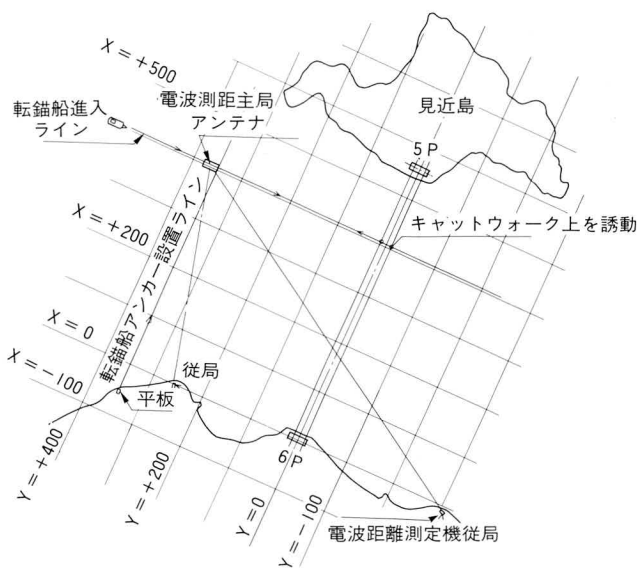 X=+500
転錨船進入
ライン
電波測距主局
アンテナ
見近島
5P
X=+200
転錨船アンカー設置ライン
キャットウォーク上を誘動
X=0
X=-100
従局
平板
6P
Y=+400
Y=+200
Y=0
Y=-100
電波距離測定機従局